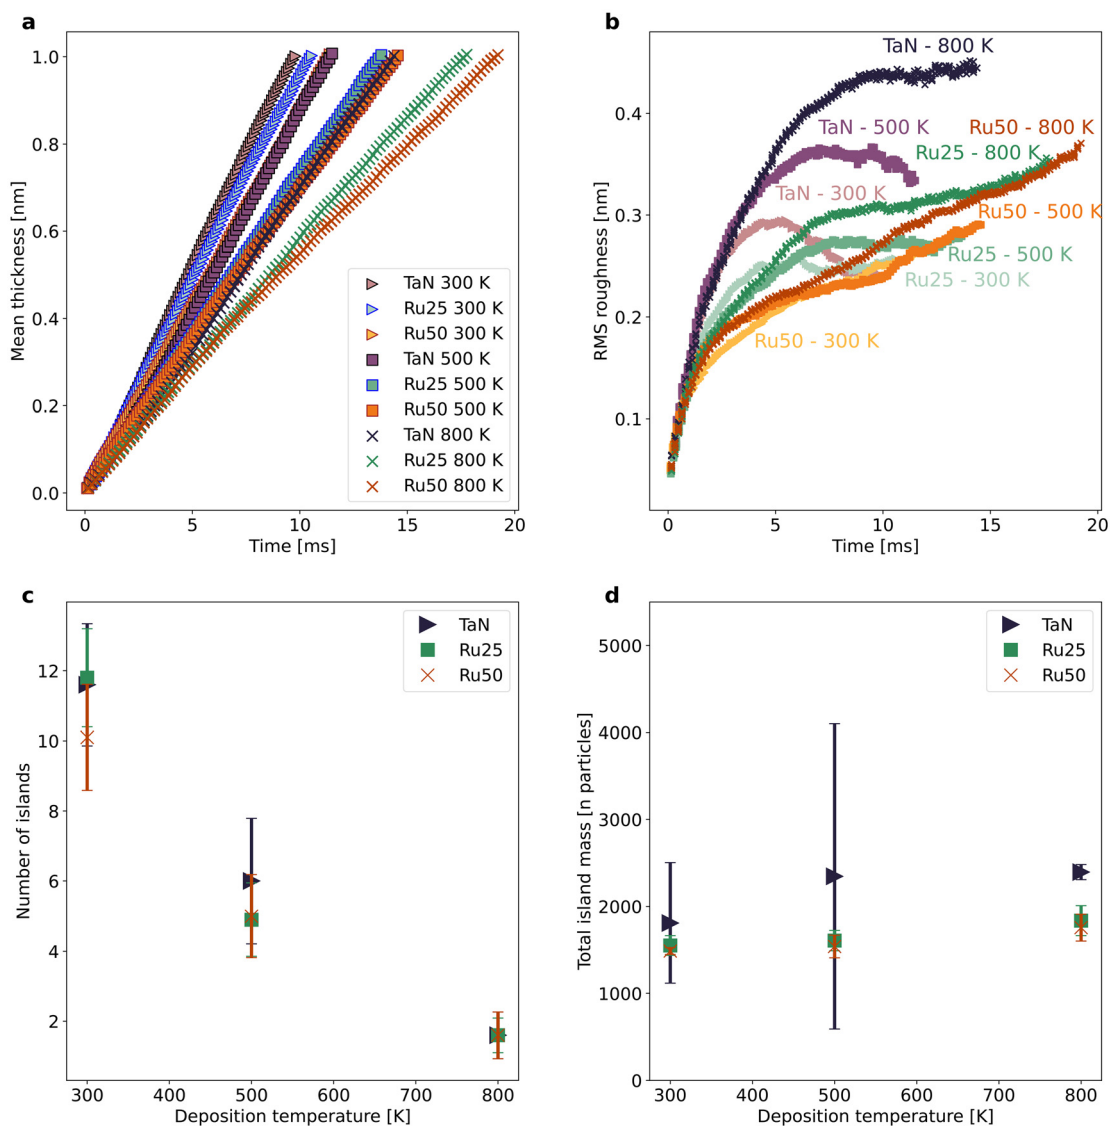 a
1.0
0.8
0.6
0.4
0.2
0.0
Mean thickness [nm]
TaN 300 K
Ru25 300 K
Ru50 300 K
TaN 500 K
Ru25 500 K
Ru50 500 K
TaN 800 K
Ru25 800 K
Ru50 800 K
0 5 10 15 20
Time [ms]
b
0.4
0.3
0.2
0.1
RMS roughness [nm]
TaN - 800 K
TaN - 500 K
Ru50 - 800 K
Ru25 - 800 K
TaN - 300 K
Ru50 - 500 K
Ru25 - 500 K
Ru25 - 300 K
Ru50 - 300 K
0 5 10 15 20
Time [ms]
c
12
10
8
6
4
2
Number of islands
TaN
Ru25
Ru50
300 400 500 600 700 800
Deposition temperature [K]
d
5000
4000
3000
2000
1000
0
Total island mass [n particles]
TaN
Ru25
Ru50
300 400 500 600 700 800
Deposition temperature [K]